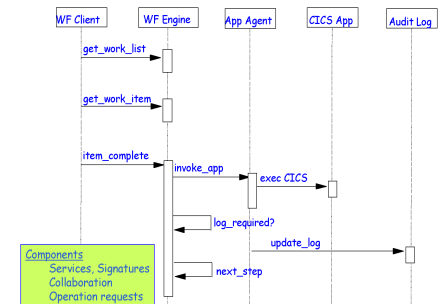 WF Client WF Engine App Agent CICS App Audit Log
get_work_list
get_work_item
item_complete
invoke_app
exec CICS
log_required?
update_log
next_step
Components
Services, Signatures
Collaboration
Operation requests